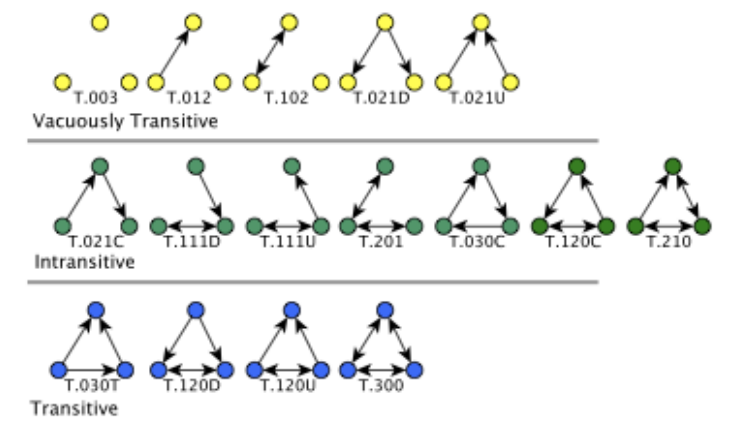 T.003 T.012 T.102 T.021D T.021U
Vacuously Transitive
T.021C T.111D T.111U T.201 T.030C T.120C T.210
Intransitive
T.030T T.120D T.120U T.300
Transitive